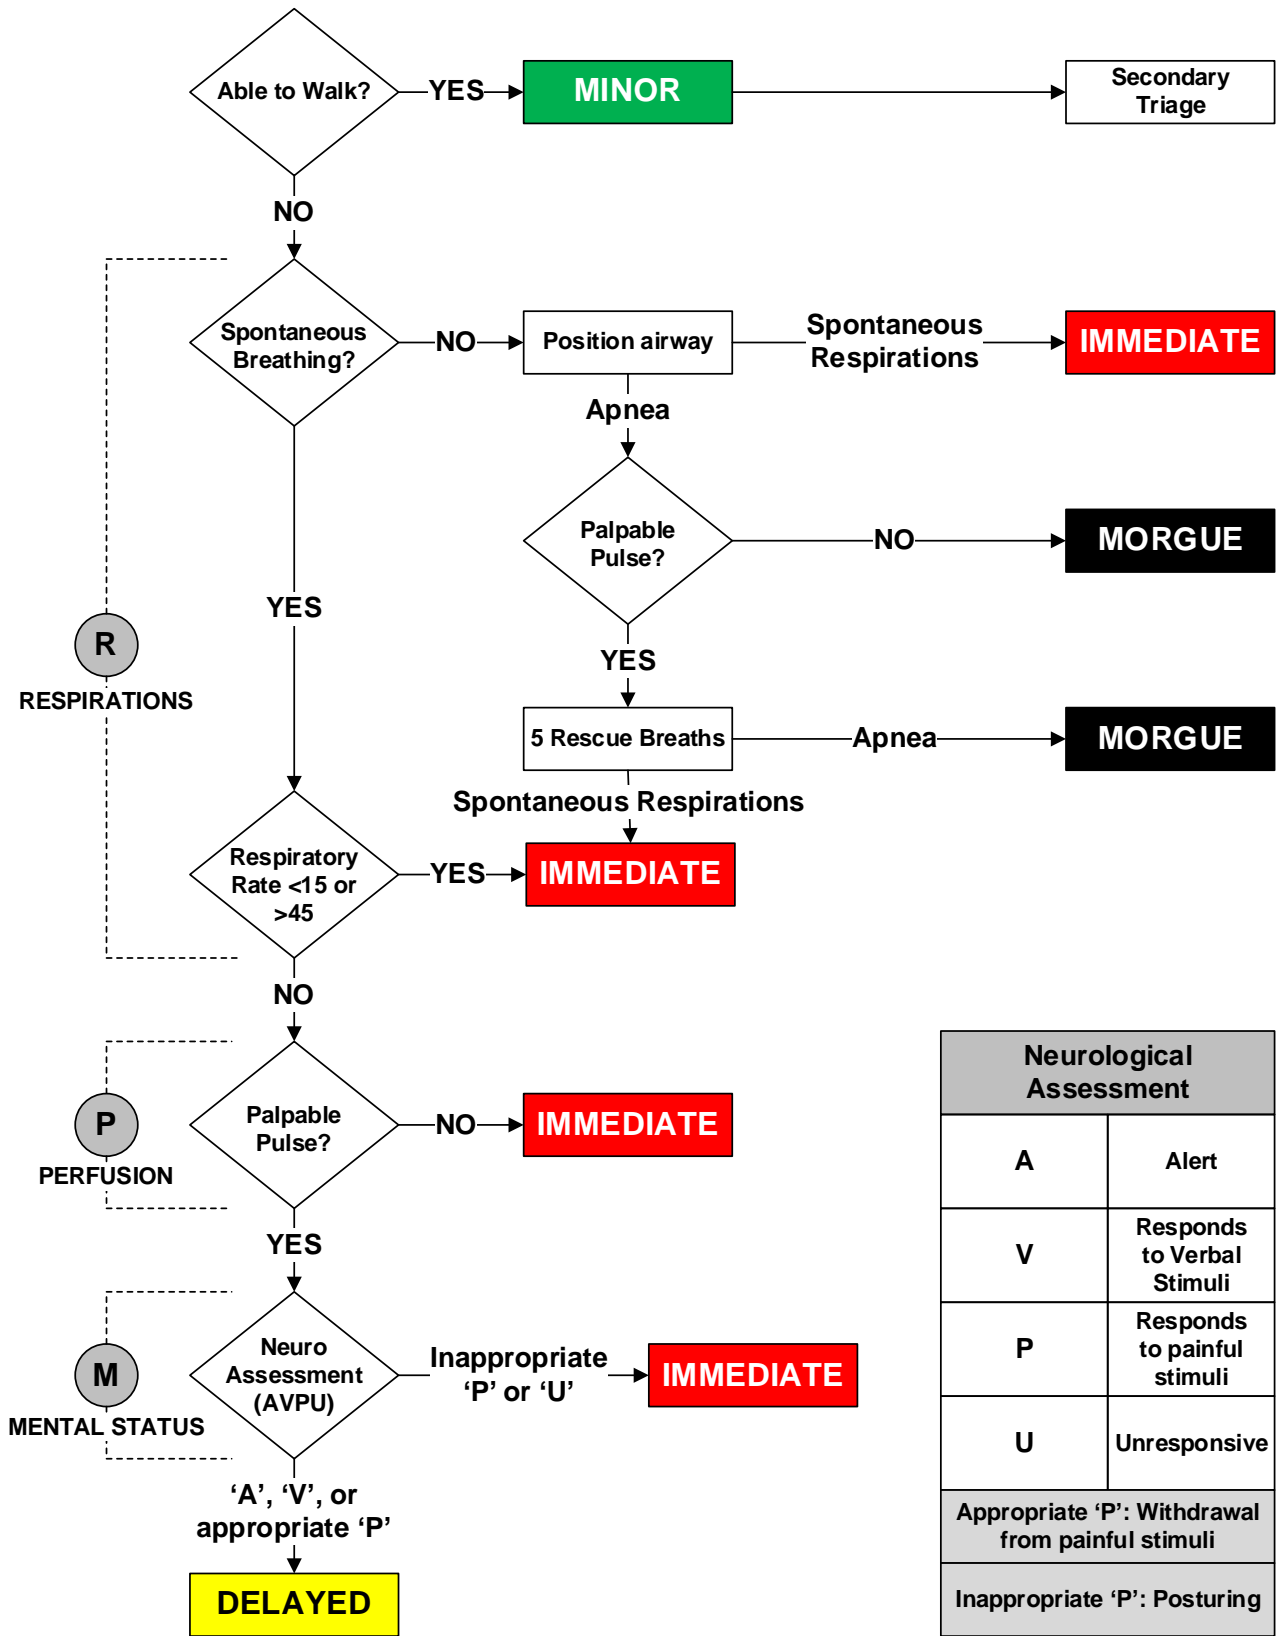 Able to Walk?
YES
MINOR
Secondary
Triage
NO
Spontaneous
Breathing?
NO
Position airway
Spontaneous
Respirations
IMMEDIATE
Apnea
Palpable
Pulse?
NO
MORGUE
YES
R
RESPIRATIONS
YES
5 Rescue Breaths
Apnea
MORGUE
Spontaneous Respirations
Respiratory
Rate <15 or
>45
YES
IMMEDIATE
NO
P
PERFUSION
Palpable
Pulse?
NO
IMMEDIATE
YES
M
MENTAL STATUS
Neuro
Assessment
(AVPU)
Inappropriate
‘P’ or ‘U’
IMMEDIATE
‘A’, ‘V’, or
appropriate ‘P’
DELAYED
Neurological
Assessment
A
Alert
V
Responds
to Verbal
Stimuli
P
Responds
to painful
stimuli
U
Unresponsive
Appropriate ‘P’: Withdrawal
from painful stimuli
Inappropriate ‘P’: Posturing